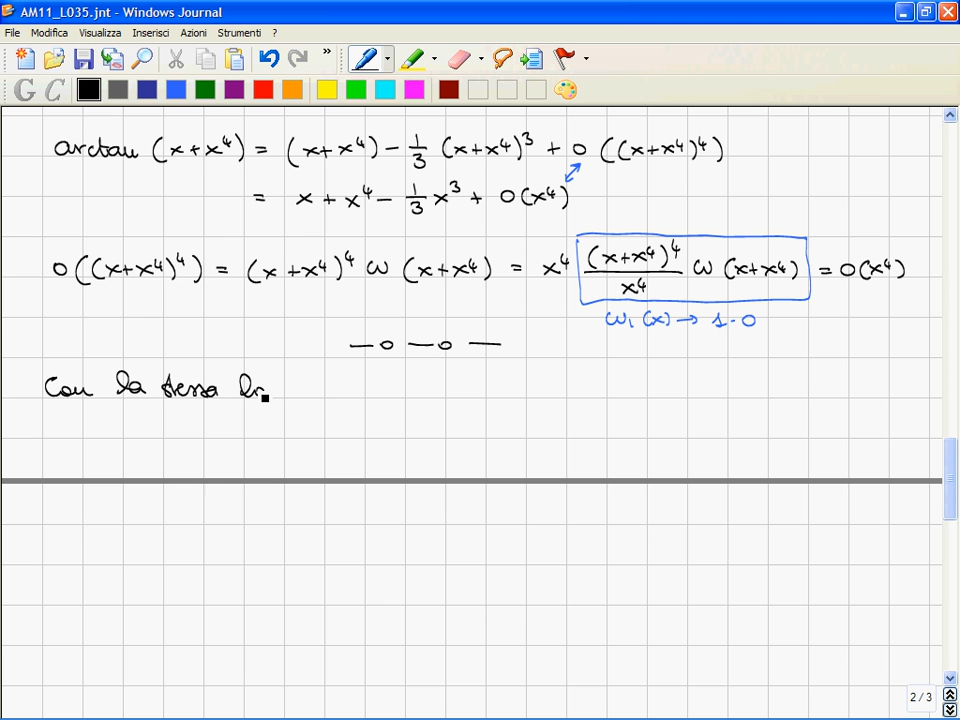 AM11_L035.jnt - Windows Journal
File Modifica Visualizza Inserisci Azioni Strumenti ?
G C
arctan (x+x⁴) = (x+x⁴) - 1/3 (x+x⁴)³ + o ((x+x⁴)⁴)
= x + x⁴ - 1/3 x³ + o(x⁴)
o((x+x⁴)⁴) = (x+x⁴)⁴ ω (x+x⁴) = x⁴ (x+x⁴)⁴/x⁴ ω (x+x⁴) = o(x⁴)
ω₁(x) → 1·0
—o—o—
Con la stessa
2 / 3